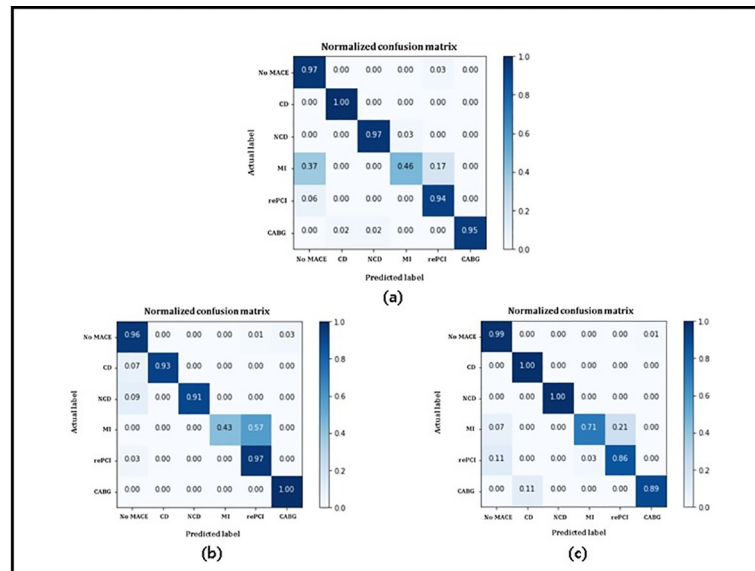 Normalized confusion matrix
No MACE 0.97 0.00 0.00 0.00 0.03 0.00
CD 0.00 1.00 0.00 0.00 0.00 0.00
NCD 0.00 0.00 0.97 0.03 0.00 0.00
MI 0.37 0.00 0.00 0.46 0.17 0.00
rePCI 0.06 0.00 0.00 0.00 0.94 0.00
CABG 0.00 0.02 0.02 0.00 0.00 0.95
No MACE CD NCD MI rePCI CABG
Actual label
Predicted label
1.0
0.8
0.6
0.4
0.2
0.0
(a)
Normalized confusion matrix
No MACE 0.96 0.00 0.00 0.00 0.01 0.03
CD 0.07 0.93 0.00 0.00 0.00 0.00
NCD 0.09 0.00 0.91 0.00 0.00 0.00
MI 0.00 0.00 0.00 0.43 0.57 0.00
rePCI 0.03 0.00 0.00 0.00 0.97 0.00
CABG 0.00 0.00 0.00 0.00 0.00 1.00
No MACE CD NCD MI rePCI CABG
Actual label
Predicted label
1.0
0.8
0.6
0.4
0.2
0.0
(b)
Normalized confusion matrix
No MACE 0.99 0.00 0.00 0.00 0.00 0.01
CD 0.00 1.00 0.00 0.00 0.00 0.00
NCD 0.00 0.00 1.00 0.00 0.00 0.00
MI 0.07 0.00 0.00 0.71 0.21 0.00
rePCI 0.11 0.00 0.00 0.03 0.86 0.00
CABG 0.00 0.11 0.00 0.00 0.00 0.89
No MACE CD NCD MI rePCI CABG
Actual label
Predicted label
1.0
0.8
0.6
0.4
0.2
0.0
(c)